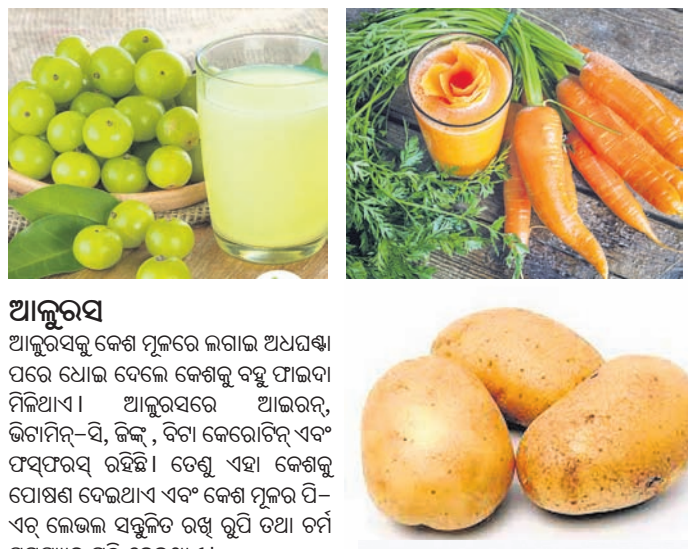 ଆଳୁରସ
ଆଳୁରସକୁ କେଶ ମୂଳରେ ଲଗାଇ ଅଧଘଣ୍ଟା
ପରେ ଧୋଇ ଦେଲେ କେଶକୁ ବହୁ ଫାଇଦା
ମିଳିଥାଏ। ଆଳୁରସରେ ଆଇରନ୍,
ଭିଟାମିନ୍–ସି, ଜିଙ୍କ୍ , ବିଟା କେରୋଟିନ୍ ଏବଂ
ଫସ୍‌ଫରସ୍ ରହିଛି। ତେଣୁ ଏହା କେଶକୁ
ପୋଷଣ ଦେଇଥାଏ ଏବଂ କେଶ ମୂଳର ପି–
ଏଚ୍ ଲେଭଲ ସନ୍ତୁଳିତ ରଖି ରୁପି ତଥା ଚର୍ମ